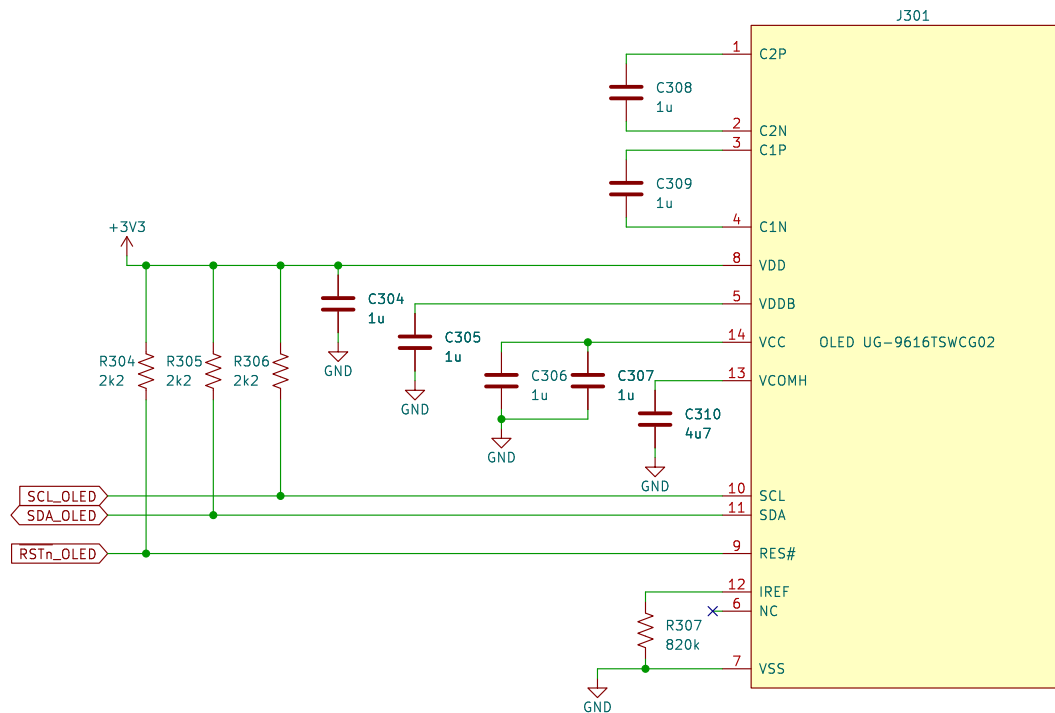 J301
1 C2P
C308
1u
2 C2N
3 C1P
C309
1u
4 C1N
+3V3
8 VDD
C304
1u
GND
5 VDDB
C305
1u
GND
14 VCC
OLED UG-9616TSWCG02
C306
1u
C307
1u
GND
13 VCOMH
C310
4u7
GND
R304
2k2
R305
2k2
R306
2k2
SCL_OLED
10 SCL
SDA_OLED
11 SDA
RSTn_OLED
9 RES#
12 IREF
6 NC
R307
820k
7 VSS
GND